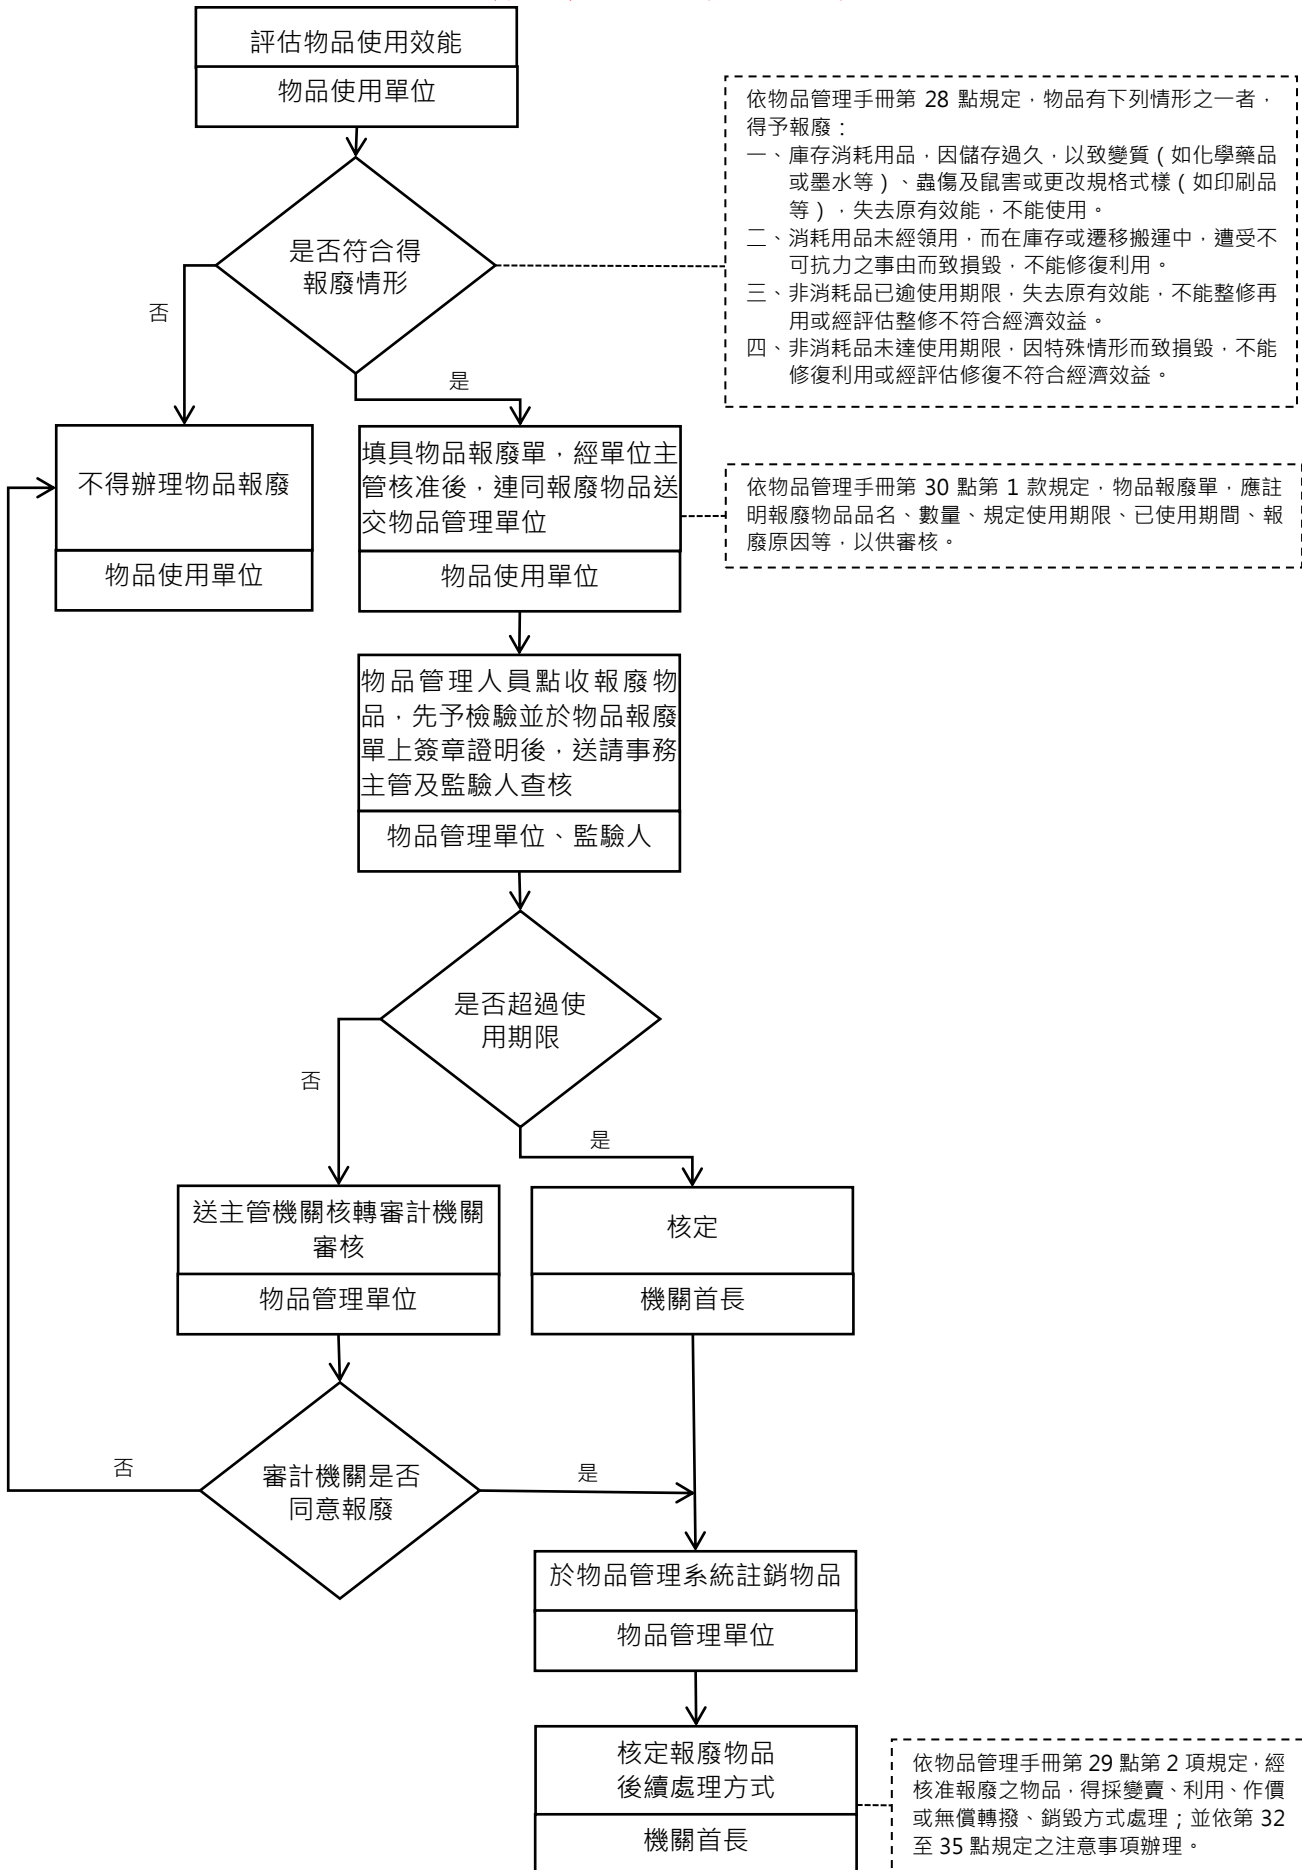 評估物品使用效能
物品使用單位
依物品管理手冊第 28 點規定，物品有下列情形之一者，
得予報廢：
一、庫存消耗用品，因儲存過久，以致變質（如化學藥品
或墨水等）、蟲傷及鼠害或更改規格式樣（如印刷品
等），失去原有效能，不能使用。
二、消耗用品未經領用，而在庫存或遷移搬運中，遭受不
可抗力之事由而致損毀，不能修復利用。
三、非消耗品已逾使用期限，失去原有效能，不能整修再
用或經評估整修不符合經濟效益。
四、非消耗品未達使用期限，因特殊情形而致損毀，不能
修復利用或經評估修復不符合經濟效益。
是否符合得
報廢情形
否
是
不得辦理物品報廢
物品使用單位
填具物品報廢單，經單位主
管核准後，連同報廢物品送
交物品管理單位
物品使用單位
依物品管理手冊第 30 點第 1 款規定，物品報廢單，應註
明報廢物品品名、數量、規定使用期限、已使用期間、報
廢原因等，以供審核。
物品管理人員點收報廢物
品，先予檢驗並於物品報廢
單上簽章證明後，送請事務
主管及監驗人查核
物品管理單位、監驗人
是否超過使
用期限
否
是
送主管機關核轉審計機關
審核
物品管理單位
核定
機關首長
審計機關是否
同意報廢
否
是
於物品管理系統註銷物品
物品管理單位
核定報廢物品
後續處理方式
機關首長
依物品管理手冊第 29 點第 2 項規定，經
核准報廢之物品，得採變賣、利用、作價
或無償轉撥、銷毀方式處理；並依第 32
至 35 點規定之注意事項辦理。